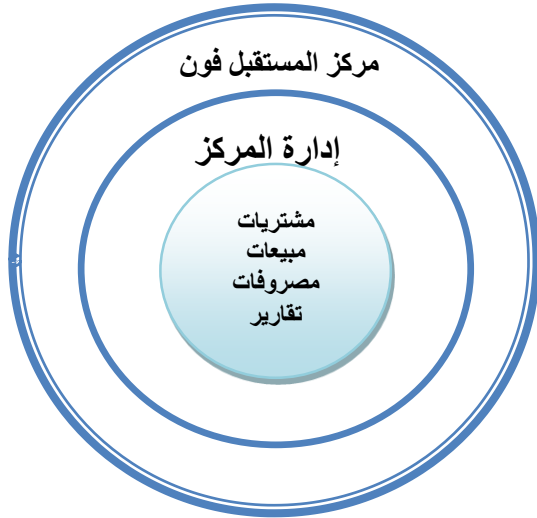 مركز المستقبل فون
إدارة المركز
مشتريات
مبيعات
مصروفات
تقارير